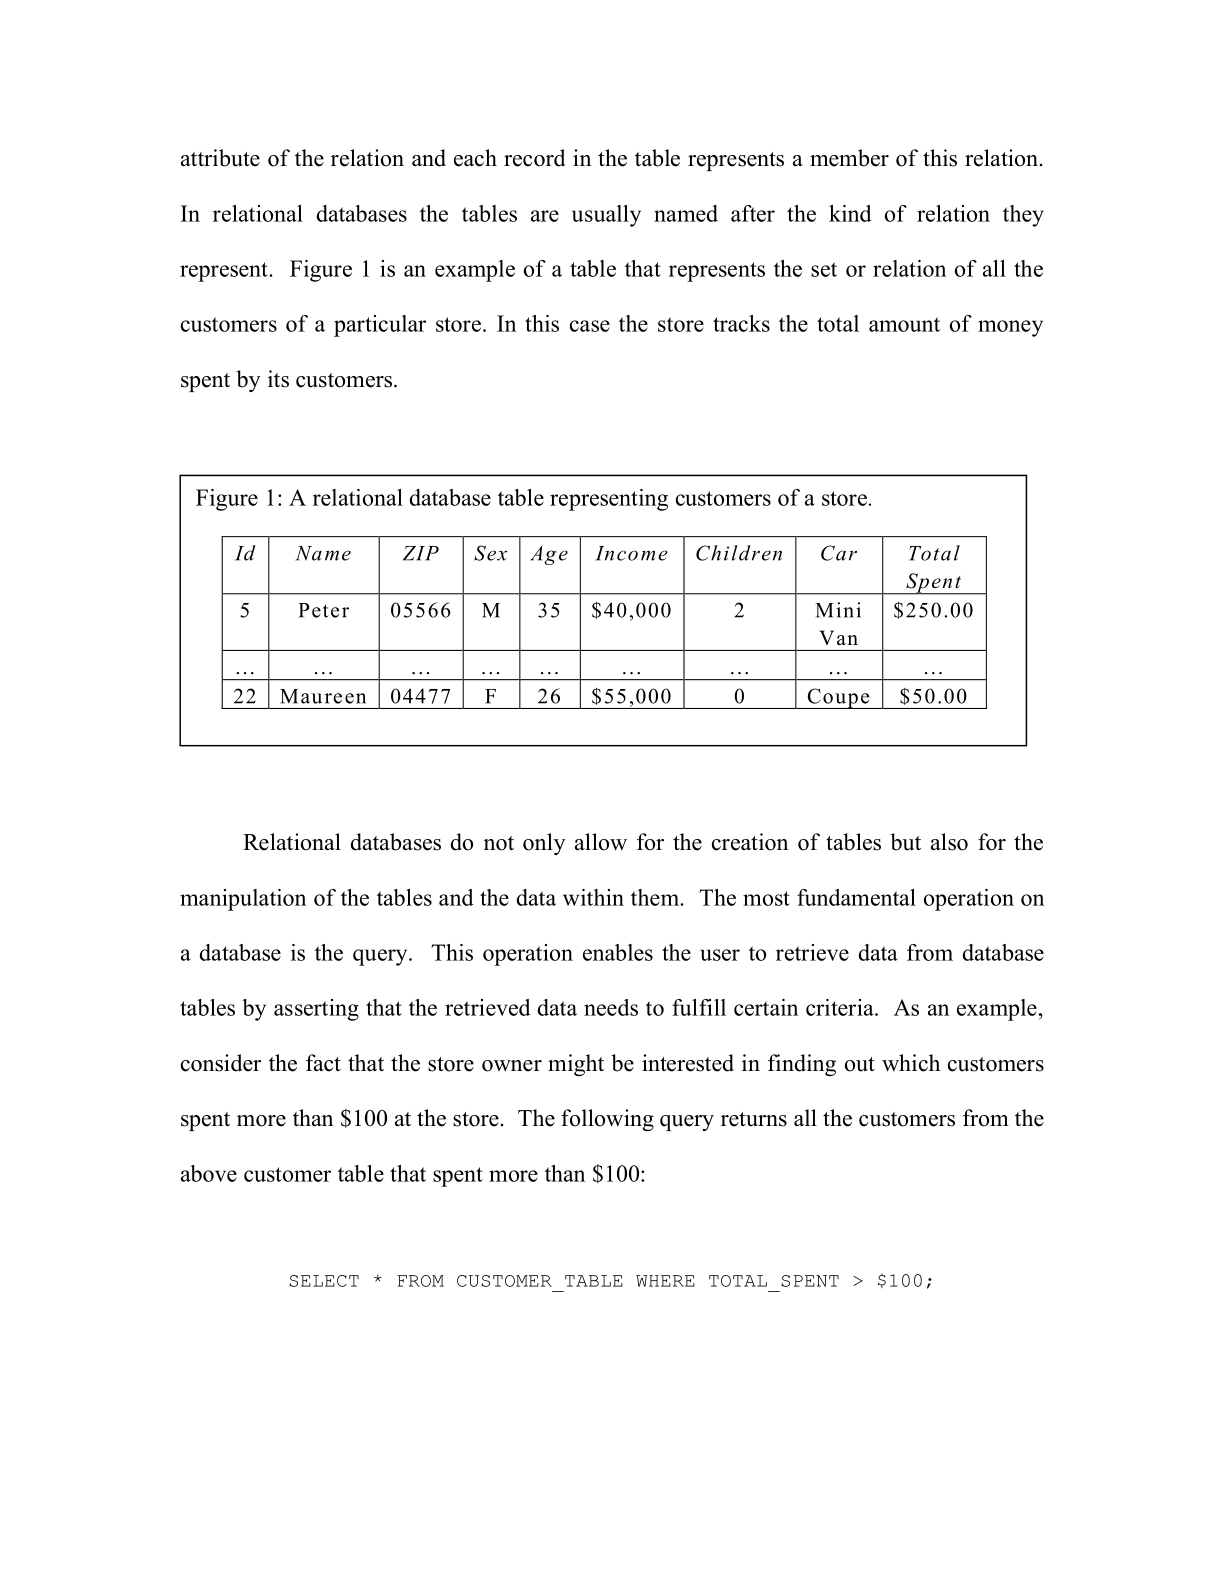 attribute of the relation and each record in the table represents a member of this relation.
In relational databases the tables are usually named after the kind of relation they
represent.  Figure 1 is an example of a table that represents the set or relation of all the
customers of a particular store. In this case the store tracks the total amount of money
spent by its customers.
Figure 1: A relational database table representing customers of a store.
Id Name ZIP Sex Age Income Children Car Total
Spent
5 Peter 05566 M 35 $40,000 2 Mini $250.00
Van
… … … … … … … … …
22 Maureen 04477 F 26 $55,000 0 Coupe $50.00
Relational databases do not only allow for the creation of tables but also for the
manipulation of the tables and the data within them.  The most fundamental operation on
a database is the query.  This operation enables the user to retrieve data from database
tables by asserting that the retrieved data needs to fulfill certain criteria.  As an example,
consider the fact that the store owner might be interested in finding out which customers
spent more than $100 at the store.  The following query returns all the customers from the
above customer table that spent more than $100:
SELECT * FROM CUSTOMER_TABLE WHERE TOTAL_SPENT > $100;